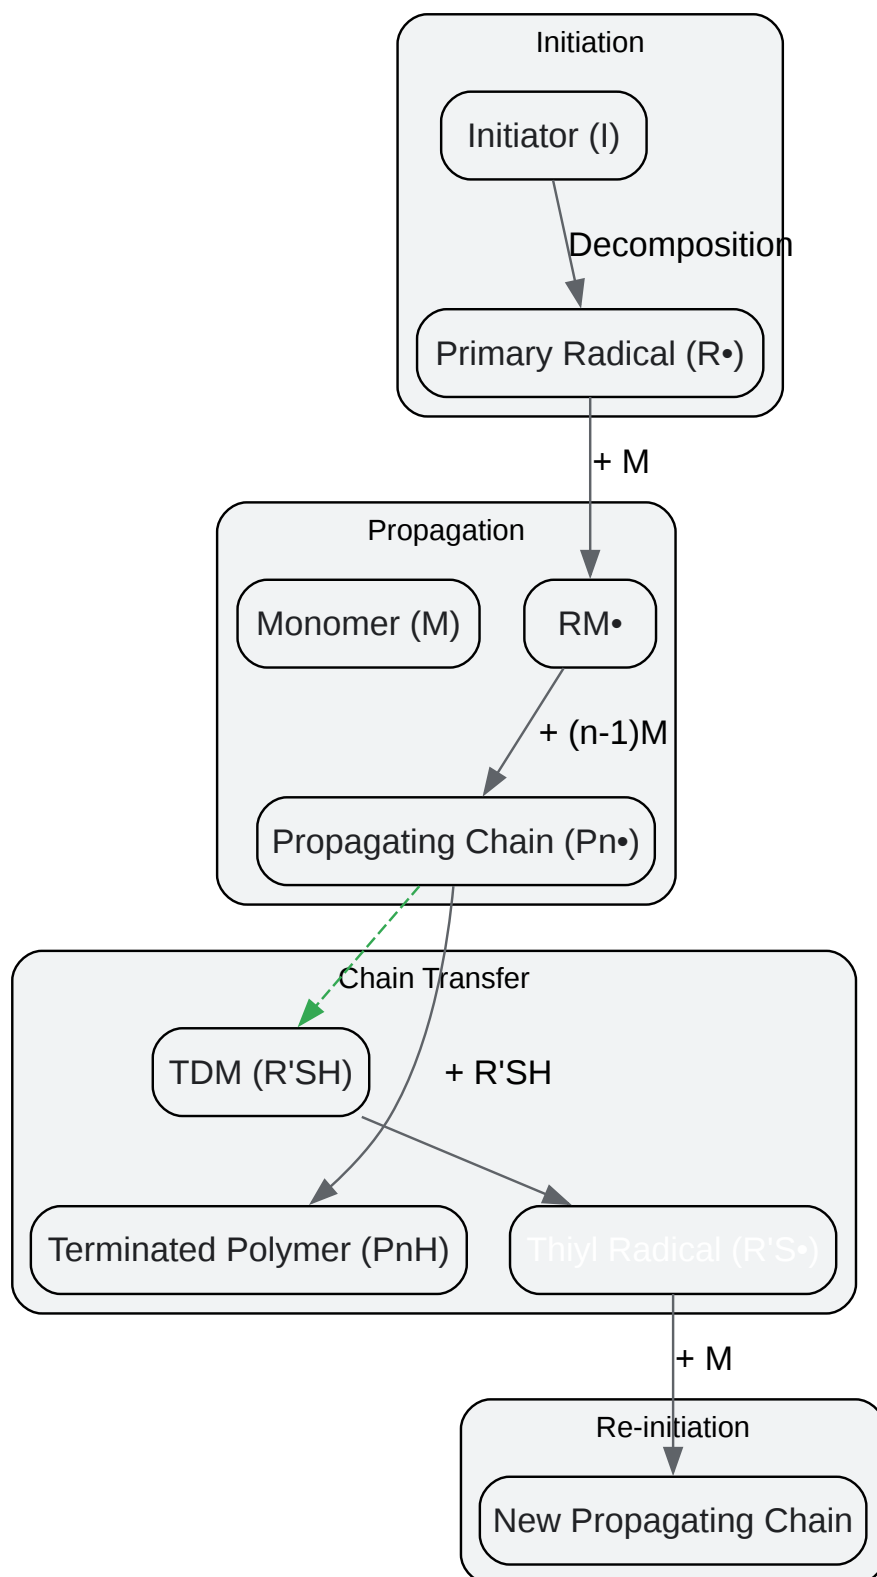 Initiation
Initiator (I)
Decomposition
Primary Radical (R•)
+ M
Propagation
Monomer (M)
RM•
+ (n-1)M
Propagating Chain (Pn•)
Chain Transfer
TDM (R'SH)
+ R'SH
Terminated Polymer (PnH)
Thiyl Radical (R'S•)
+ M
Re-initiation
New Propagating Chain